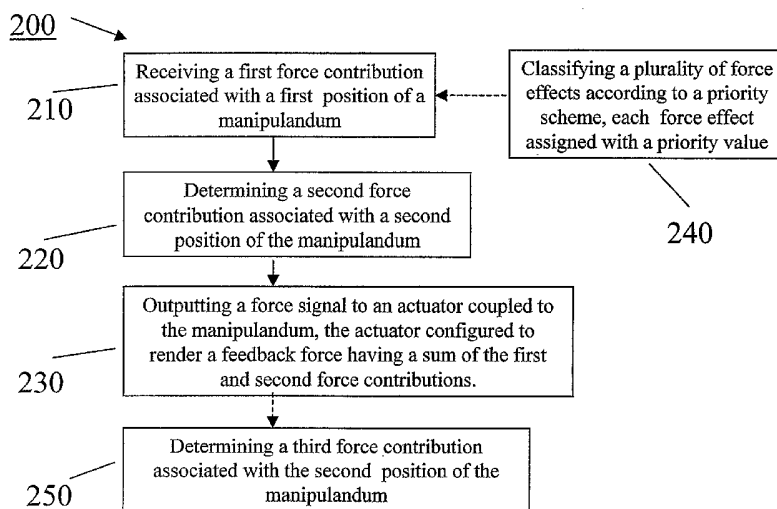 200
Receiving a first force contribution
associated with a first position of a
manipulandum
210
Classifying a plurality of force
effects according to a priority
scheme, each force effect
assigned with a priority value
240
Determining a second force
contribution associated with a second
position of the manipulandum
220
Outputting a force signal to an actuator coupled to
the manipulandum, the actuator configured to
render a feedback force having a sum of the first
and second force contributions.
230
Determining a third force contribution
associated with the second position of the
manipulandum
250